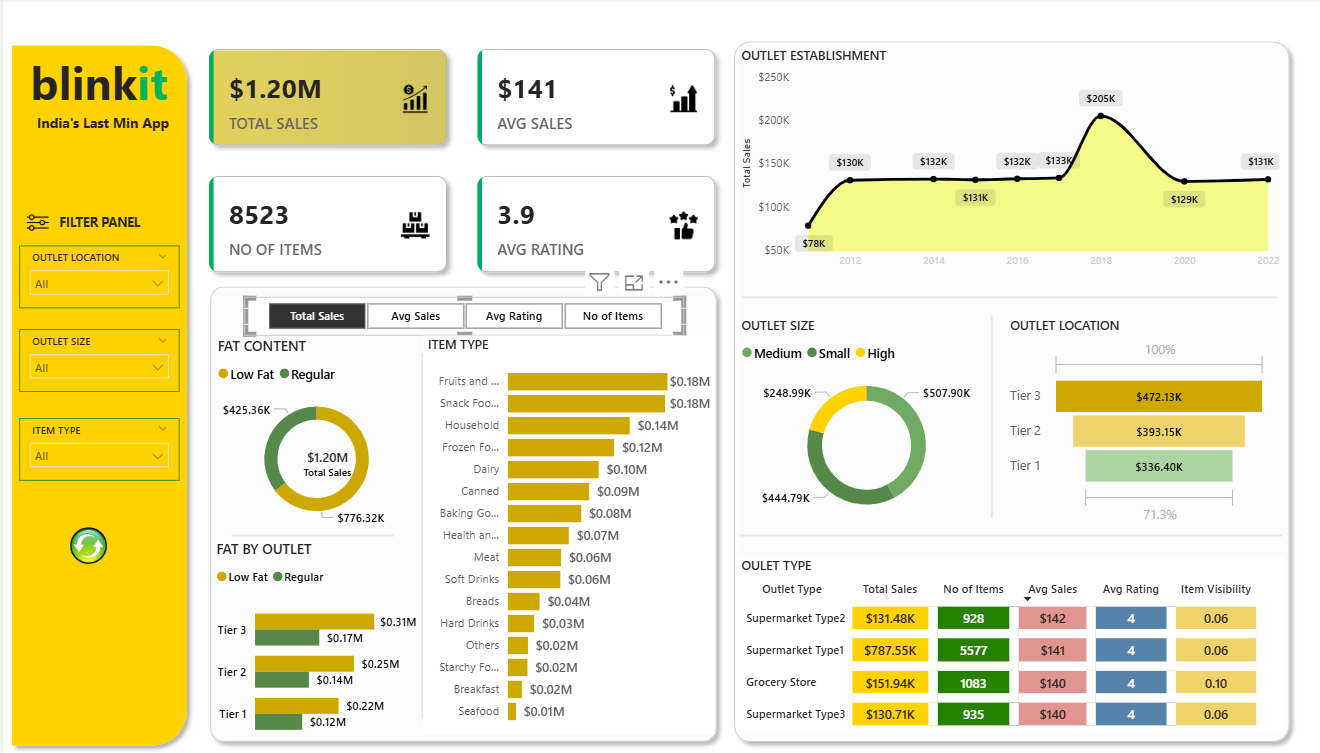 blinkit
India's Last Min App
FILTER PANEL
OUTLET LOCATION
All
OUTLET SIZE
All
ITEM TYPE
All
$1.20M
TOTAL SALES
$141
AVG SALES
8523
NO OF ITEMS
3.9
AVG RATING
Total Sales Avg Sales Avg Rating No of Items
FAT CONTENT
Low Fat Regular
$425.36K
$1.20M
Total Sales
$776.32K
FAT BY OUTLET
Low Fat Regular
Tier 3 $0.31M
$0.17M
Tier 2 $0.25M
$0.14M
Tier 1 $0.22M
$0.12M
ITEM TYPE
Fruits and ... $0.18M
Snack Foo... $0.18M
Household $0.14M
Frozen Fo... $0.12M
Dairy $0.10M
Canned $0.09M
Baking Go... $0.08M
Health an... $0.07M
Meat $0.06M
Soft Drinks $0.06M
Breads $0.04M
Hard Drinks $0.03M
Others $0.02M
Starchy Fo... $0.02M
Breakfast $0.02M
Seafood $0.01M
OUTLET ESTABLISHMENT
Total Sales
$250K
$200K
$150K
$100K
$50K
$78K
$130K
$132K
$131K
$132K
$133K
$205K
$129K
$131K
2012 2014 2016 2018 2020 2022
OUTLET SIZE
Medium Small High
$248.99K
$507.90K
$444.79K
OUTLET LOCATION
100%
Tier 3 $472.13K
Tier 2 $393.15K
Tier 1 $336.40K
71.3%
OULET TYPE
Outlet Type Total Sales No of Items Avg Sales Avg Rating Item Visibility
Supermarket Type2 $131.48K 928 $142 4 0.06
Supermarket Type1 $787.55K 5577 $141 4 0.06
Grocery Store $151.94K 1083 $140 4 0.10
Supermarket Type3 $130.71K 935 $140 4 0.06